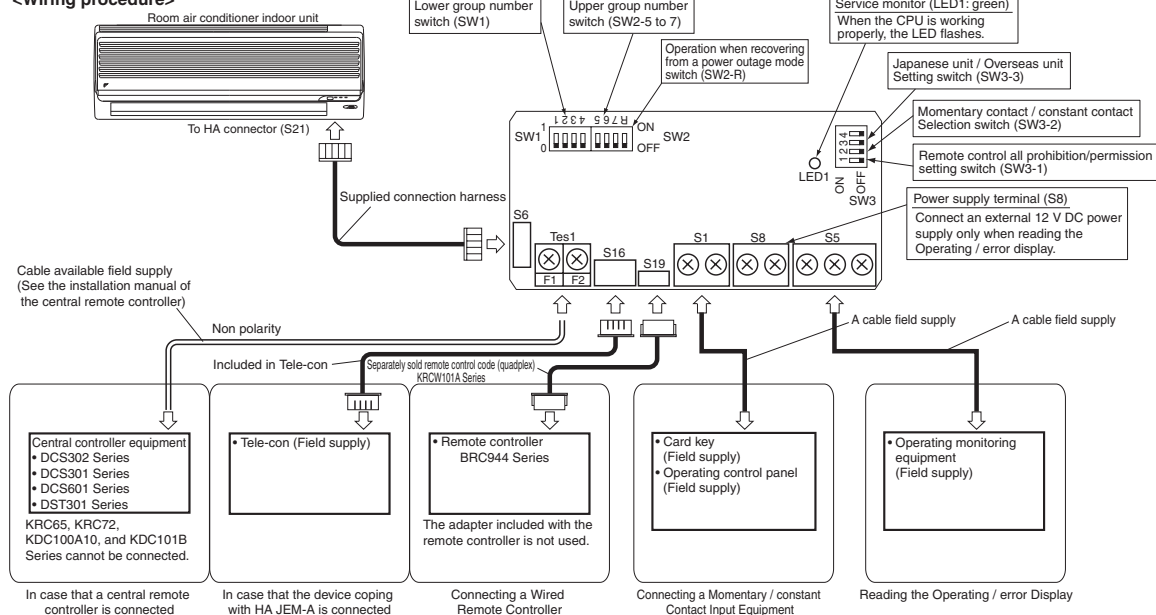 <Wiring procedure>
Room air conditioner indoor unit
To HA connector (S21)
Supplied connection harness
Lower group number
switch (SW1)
Upper group number
switch (SW2-5 to 7)
Operation when recovering
from a power outage mode
switch (SW2-R)
Service monitor (LED1: green)
When the CPU is working
properly, the LED flashes.
Japanese unit / Overseas unit
Setting switch (SW3-3)
Momentary contact / constant contact
Selection switch (SW3-2)
Remote control all prohibition/permission
setting switch (SW3-1)
Power supply terminal (S8)
Connect an external 12 V DC power
supply only when reading the
Operating / error display.
4 3 2 1
R 7 6 5
1
0
SW1
ON
OFF
SW2
LED1
1 2 3 4
ON
OFF
SW3
S6
Tes1
F1 F2
S16
S19
S1
S8
S5
Cable available field supply
(See the installation manual of
the central remote controller)
Non polarity
Included in Tele-con
Separately sold remote control code (quadplex)
KRCW101A Series
A cable field supply
A cable field supply
Central controller equipment
• DCS302 Series
• DCS301 Series
• DCS601 Series
• DST301 Series
KRC65, KRC72,
KDC100A10, and KDC101B
Series cannot be connected.
In case that a central remote
controller is connected
• Tele-con (Field supply)
In case that the device coping
with HA JEM-A is connected
• Remote controller
BRC944 Series
The adapter included with the
remote controller is not used.
Connecting a Wired
Remote Controller
• Card key
(Field supply)
• Operating control panel
(Field supply)
Connecting a Momentary / constant
Contact Input Equipment
• Operating monitoring
equipment
(Field supply)
Reading the Operating / error Display